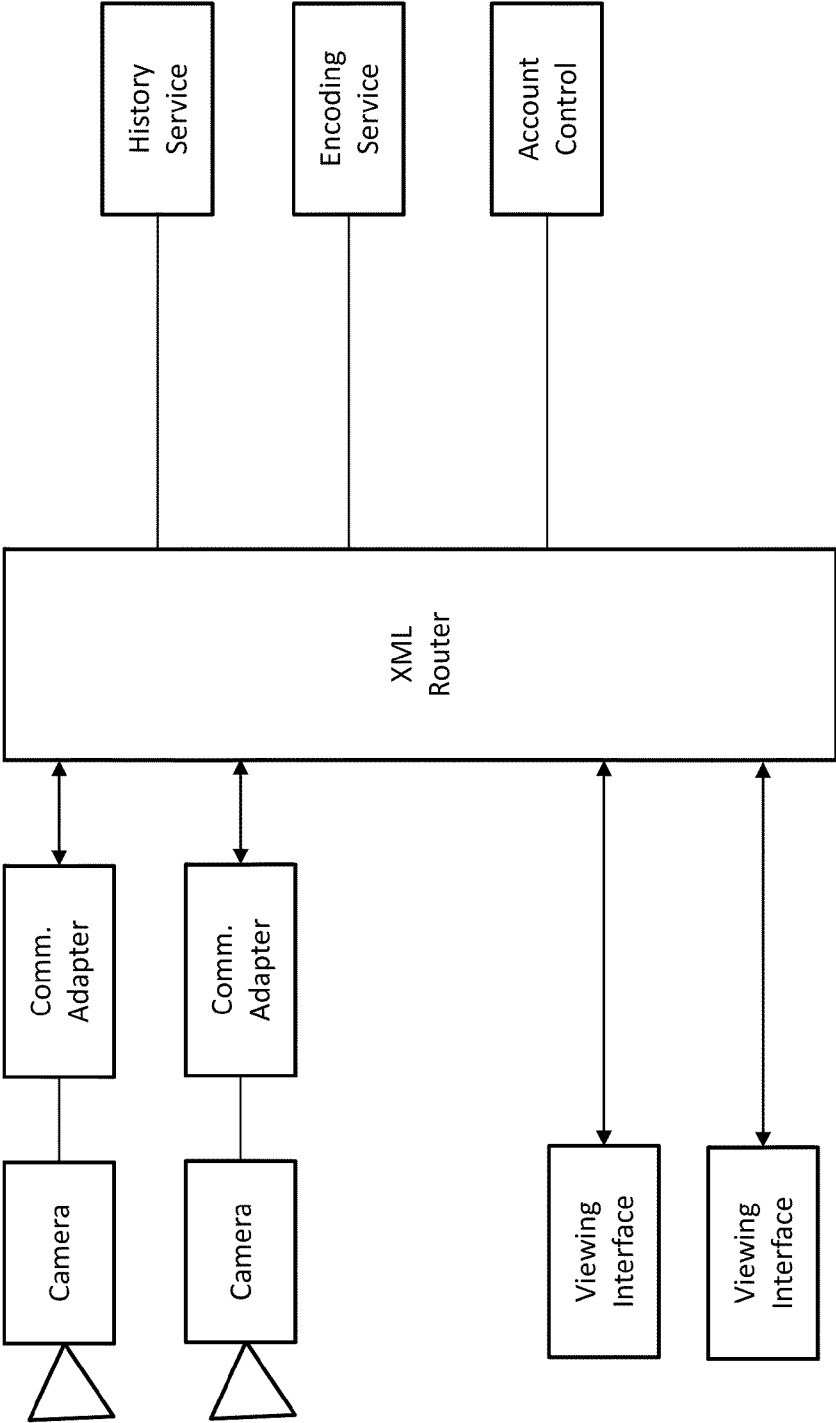 Camera
Comm.
Adapter
Camera
Comm.
Adapter
Viewing
Interface
Viewing
Interface
XML
Router
History
Service
Encoding
Service
Account
Control